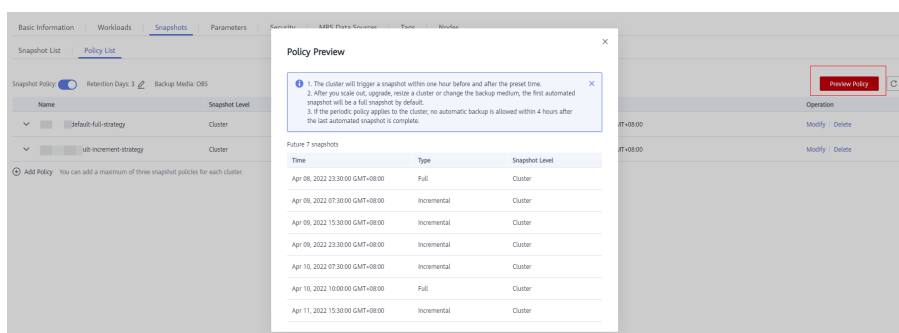 Basic Information Workloads Snapshots Parameters Security MRS Data Sources Tags Nodes
Snapshot List Policy List
Policy Preview
Snapshot Policy: Retention Days: 3 Backup Media: OBS
Preview Policy
1. The cluster will trigger a snapshot within one hour before and after the preset time.
2. After you scale out, upgrade, resize a cluster or change the backup medium, the first automated
snapshot will be a full snapshot by default.
3. If the periodic policy applies to the cluster, no automatic backup is allowed within 4 hours after
the last automated snapshot is complete.
Name Snapshot Level Operation
default-full-strategy Cluster MT+08:00 Modify Delete
ult-increment-strategy Cluster MT+08:00 Modify Delete
Add Policy You can add a maximum of three snapshot policies for each cluster.
Future 7 snapshots
Time Type Snapshot Level
Apr 08, 2022 23:30:00 GMT+08:00 Full Cluster
Apr 09, 2022 07:30:00 GMT+08:00 Incremental Cluster
Apr 09, 2022 15:30:00 GMT+08:00 Incremental Cluster
Apr 09, 2022 23:30:00 GMT+08:00 Incremental Cluster
Apr 10, 2022 07:30:00 GMT+08:00 Incremental Cluster
Apr 10, 2022 10:00:00 GMT+08:00 Full Cluster
Apr 11, 2022 15:30:00 GMT+08:00 Incremental Cluster